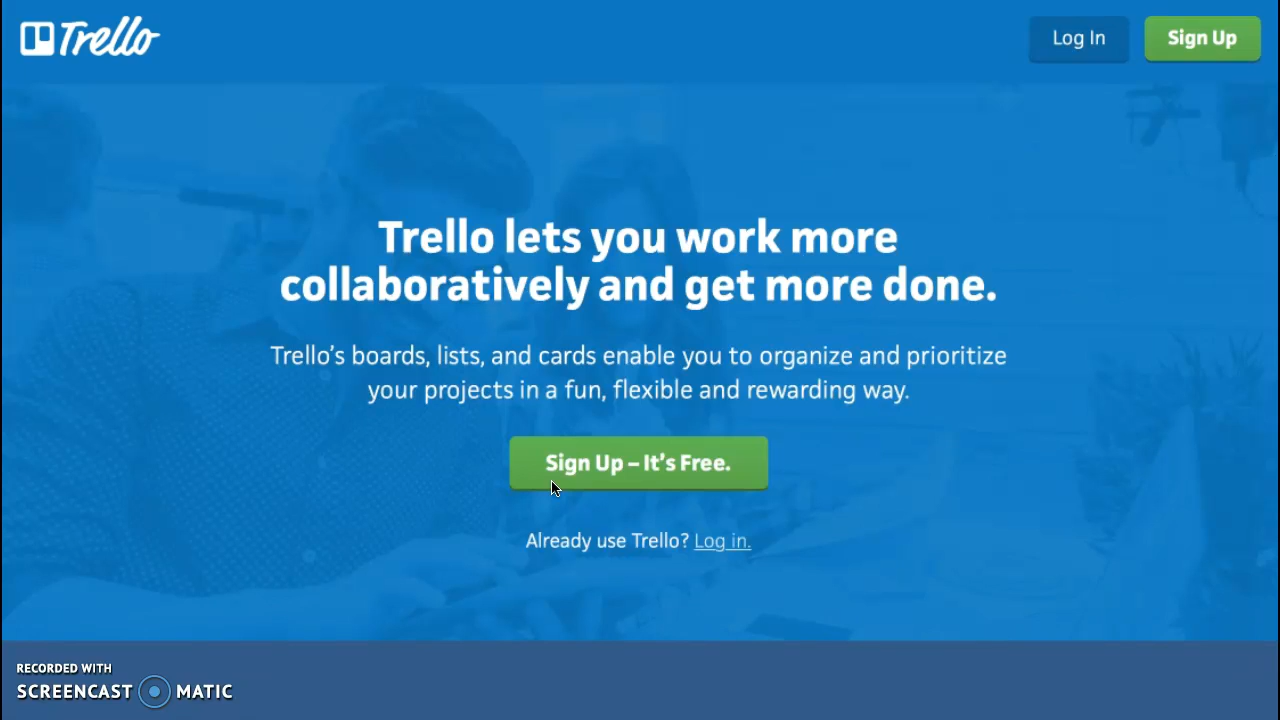 Trello
Log In
Sign Up
Trello lets you work more
collaboratively and get more done.
Trello’s boards, lists, and cards enable you to organize and prioritize
your projects in a fun, flexible and rewarding way.
Sign Up – It’s Free.
Already use Trello? Log in.
RECORDED WITH
SCREENCAST MATIC